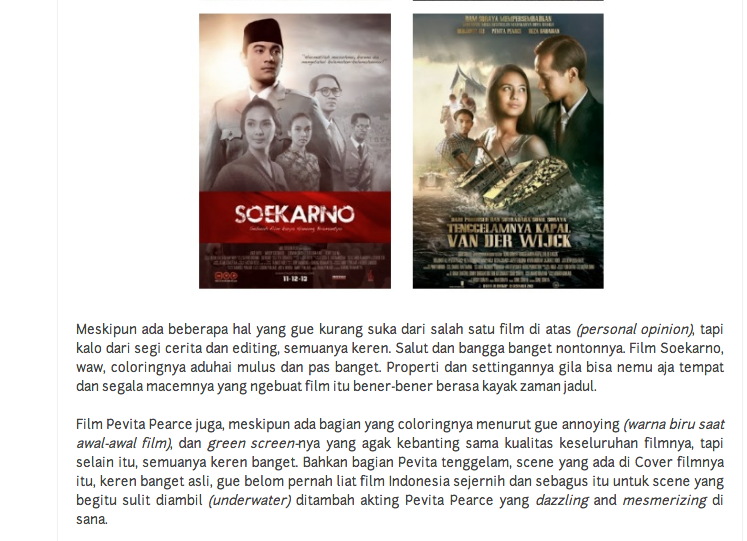 SOEKARNO
11-12-13
RAM SORAYA MEMPERSEMBAHKAN
PEVITA PEARCE
REZA RAHADIAN
TENGGELAMNYA KAPAL
VAN DER WIJCK
Meskipun ada beberapa hal yang gue kurang suka dari salah satu film di atas (personal opinion), tapi
kalo dari segi cerita dan editing, semuanya keren. Salut dan bangga banget nontonnya. Film Soekarno,
waw, coloringnya aduhai mulus dan pas banget. Properti dan settingannya gila bisa nemu aja tempat
dan segala macemnya yang ngebuat film itu bener-bener berasa kayak zaman jadul.
Film Pevita Pearce juga, meskipun ada bagian yang coloringnya menurut gue annoying (warna biru saat
awal-awal film), dan green screen-nya yang agak kebanting sama kualitas keseluruhan filmnya, tapi
selain itu, semuanya keren banget. Bahkan bagian Pevita tenggelam, scene yang ada di Cover filmnya
itu, keren banget asli, gue belom pernah liat film Indonesia sejernih dan sebagus itu untuk scene yang
begitu sulit diambil (underwater) ditambah akting Pevita Pearce yang dazzling and mesmerizing di
sana.